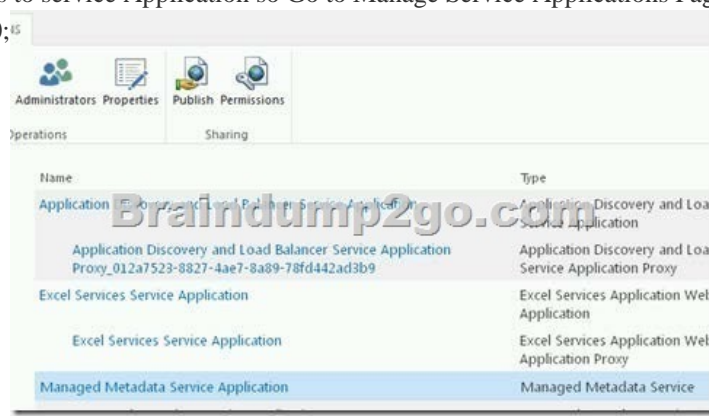 s to service Application so Go to Manage Service Applications Pag
);
Administrators Properties Publish Permissions
Operations Sharing
Name Type
Application Discovery and Load Balancer Service Application Application Discovery and Loa
Service Application
Braindump2go.com
Application Discovery and Load Balancer Service Application Application Discovery and Loa
Proxy_012a7523-8827-4ae7-8a89-78fd442ad3b9 Service Application Proxy
Excel Services Service Application Excel Services Application Web
Application
Excel Services Service Application Excel Services Application Web
Application Proxy
Managed Metadata Service Application Managed Metadata Service